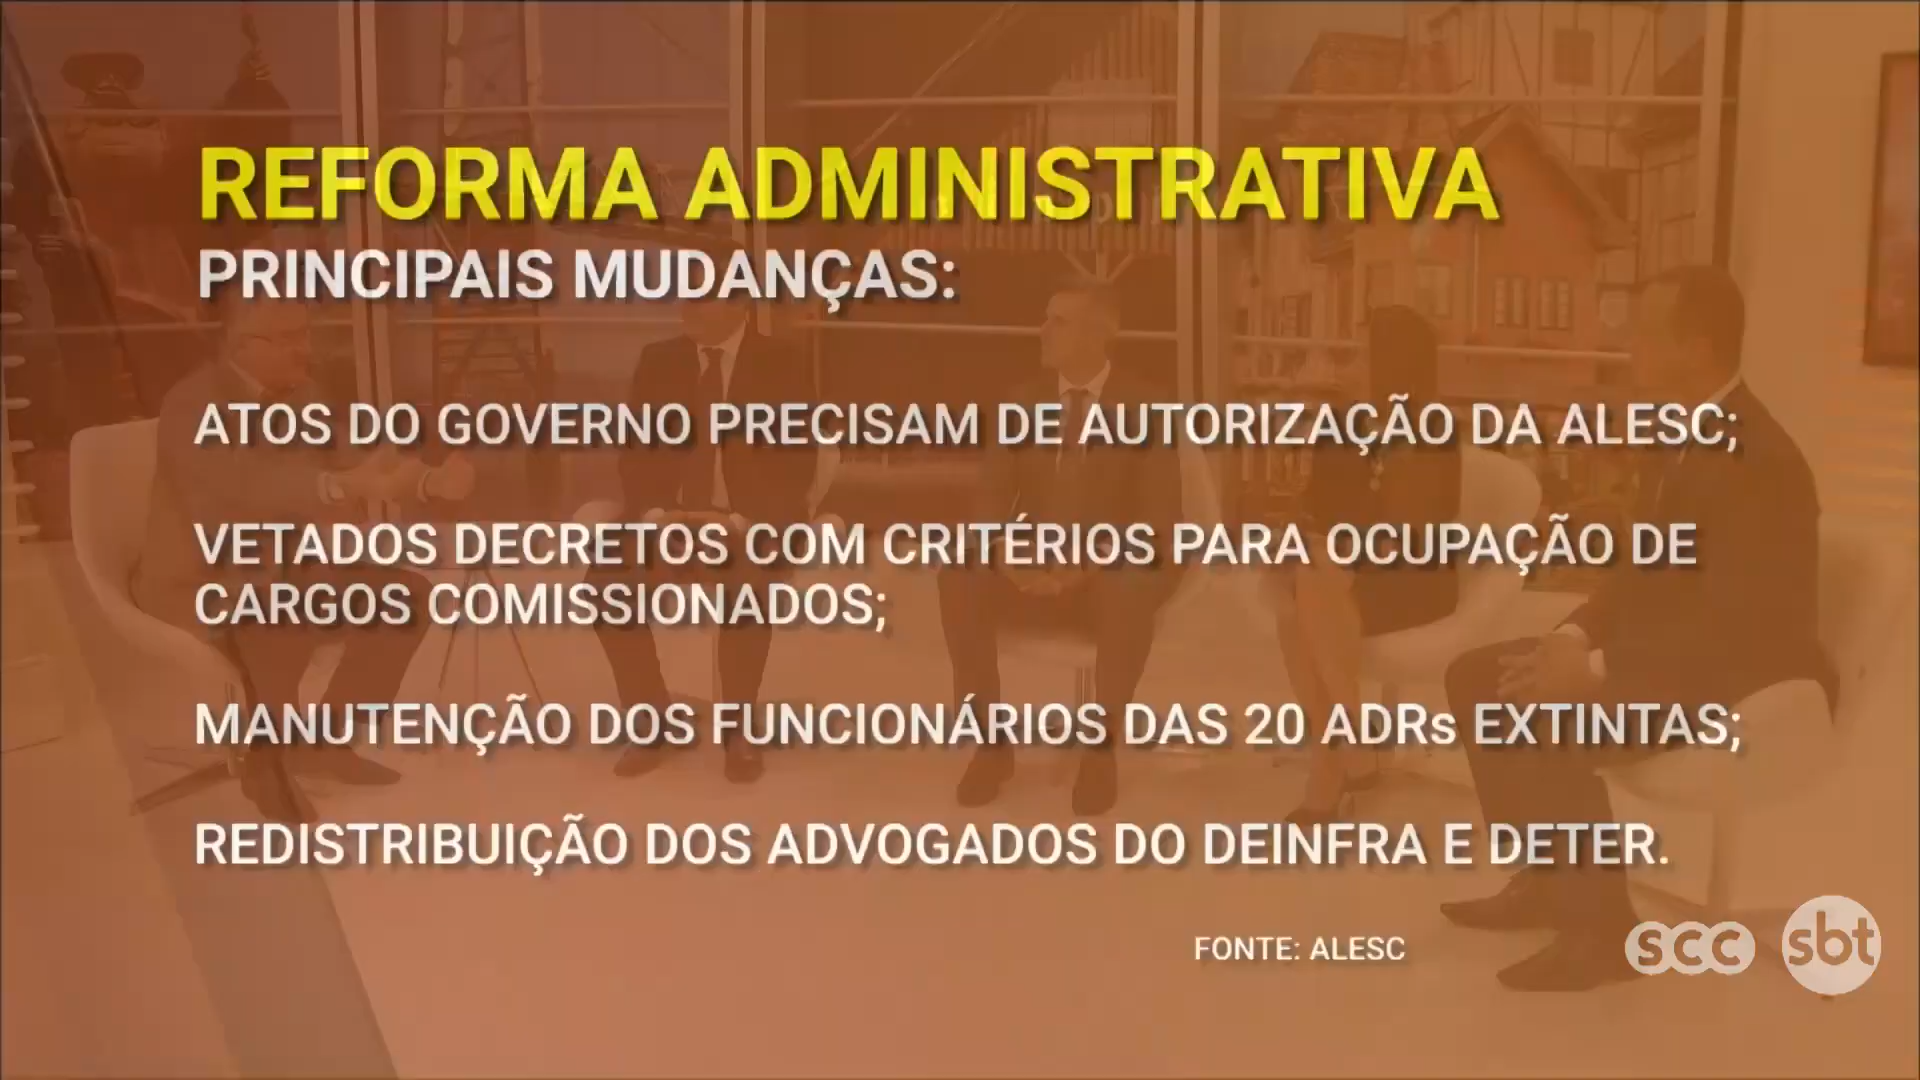 REFORMA ADMINISTRATIVA
PRINCIPAIS MUDANÇAS:
ATOS DO GOVERNO PRECISAM DE AUTORIZAÇÃO DA ALESC;
VETADOS DECRETOS COM CRITÉRIOS PARA OCUPAÇÃO DE
CARGOS COMISSIONADOS;
MANUTENÇÃO DOS FUNCIONÁRIOS DAS 20 ADRs EXTINTAS;
REDISTRIBUIÇÃO DOS ADVOGADOS DO DEINFRA E DETER.
FONTE: ALESC
scc sbt